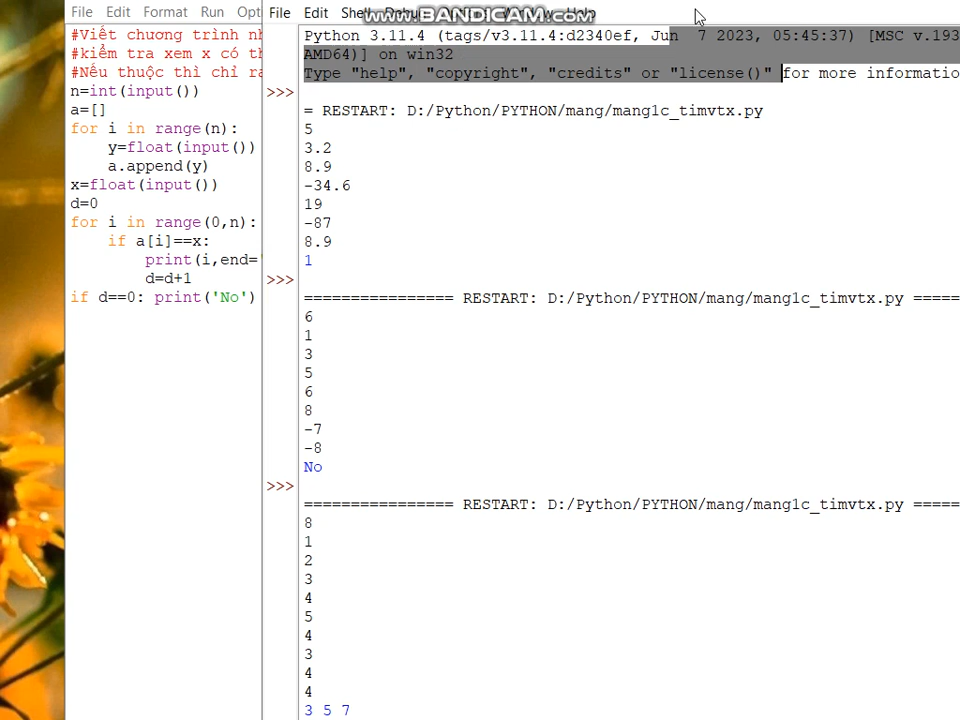 File Edit Format Run Opt
#Viết chương trình nh
#kiểm tra xem x có th
#Nếu thuộc thì chỉ ra
n=int(input())
a=[]
for i in range(n):
    y=float(input())
    a.append(y)
x=float(input())
d=0
for i in range(0,n):
    if a[i]==x:
        print(i,end='
        d=d+1
if d==0: print('No')
File Edit Shell
www.BANDICAM.com
Help
Python 3.11.4 (tags/v3.11.4:d2340ef, Jun  7 2023, 05:45:37) [MSC v.193
AMD64)] on win32
Type "help", "copyright", "credits" or "license()" for more informatio
>>>
= RESTART: D:/Python/PYTHON/mang/mang1c_timvtx.py
5
3.2
8.9
-34.6
19
-87
8.9
1
>>>
================ RESTART: D:/Python/PYTHON/mang/mang1c_timvtx.py =====
6
1
3
5
6
8
-7
-8
No
>>>
================ RESTART: D:/Python/PYTHON/mang/mang1c_timvtx.py =====
8
1
2
3
4
5
4
3
4
4
3 5 7